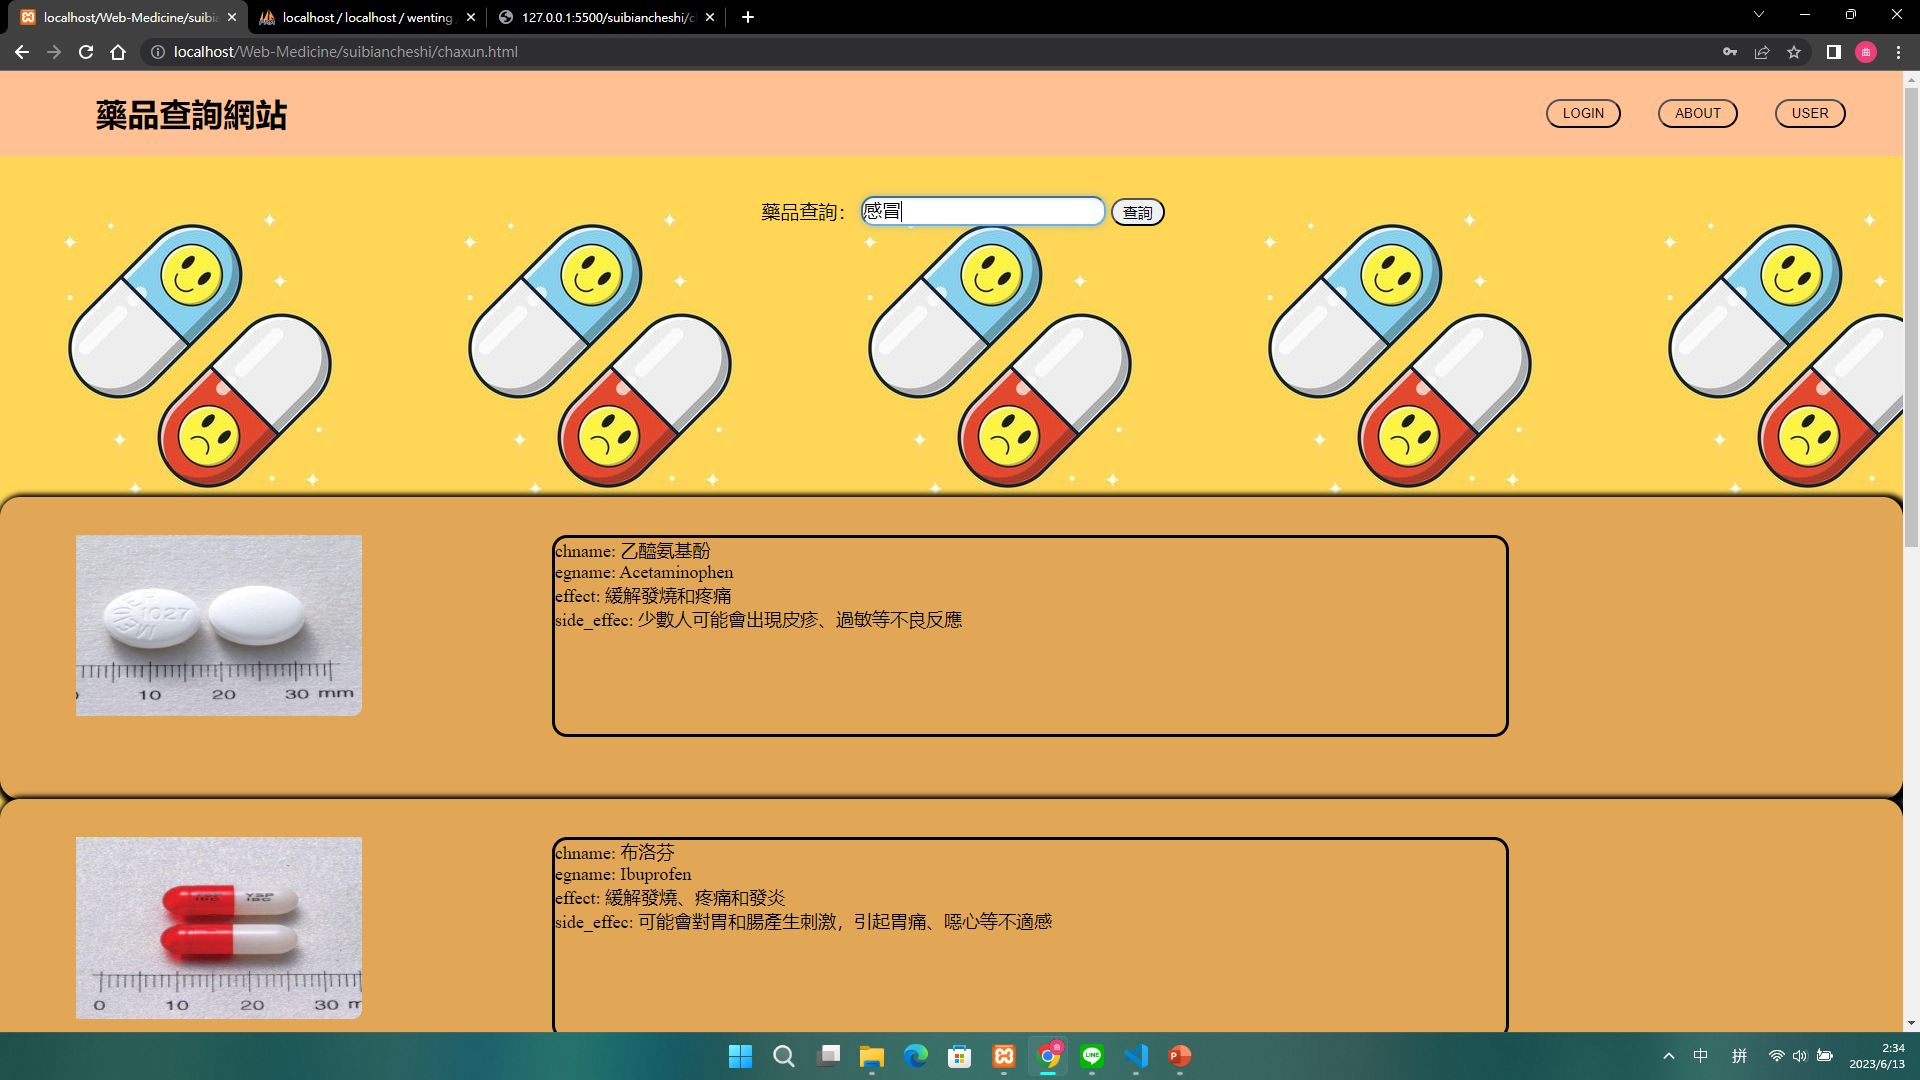 localhost/Web-Medicine/suibia
localhost / localhost / wenting
127.0.0.1:5500/suibiancheshi/c
localhost/Web-Medicine/suibiancheshi/chaxun.html
藥品查詢網站
LOGIN
ABOUT
USER
藥品查詢：
感冒
查詢
chname: 乙醯氨基酚
egname: Acetaminophen
effect: 緩解發燒和疼痛
side_effec: 少數人可能會出現皮疹、過敏等不良反應
1027
10 20 30 mm
chname: 布洛芬
egname: Ibuprofen
effect: 緩解發燒、疼痛和發炎
side_effec: 可能會對胃和腸產生刺激，引起胃痛、噁心等不適感
YSP
IBC
0 10 20 30 m
中
拼
2:34
2023/6/13